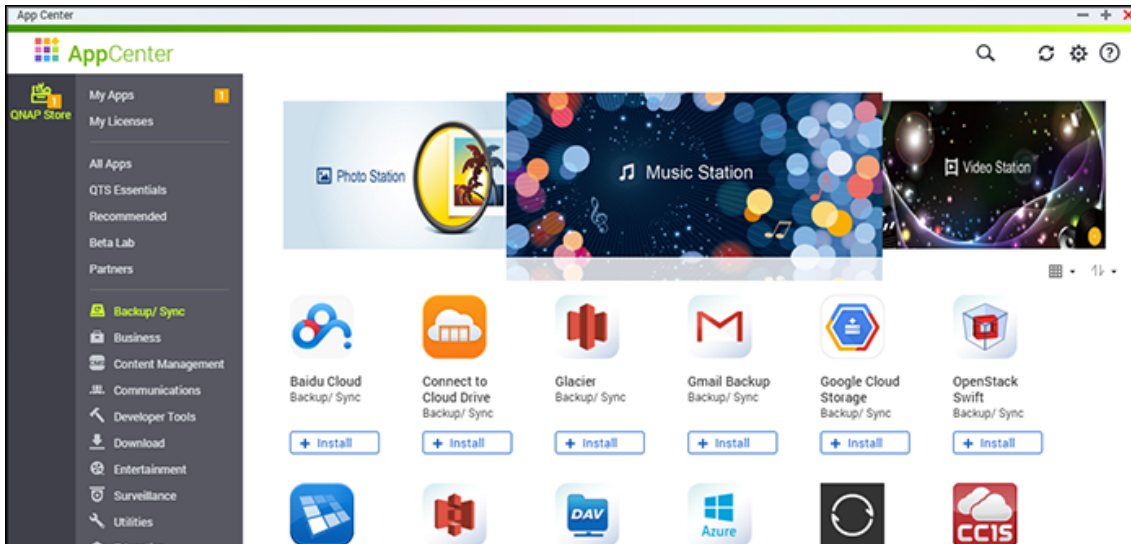 App Center
AppCenter
QNAP Store
1
My Apps
1
My Licenses
All Apps
QTS Essentials
Recommended
Beta Lab
Partners
Backup/ Sync
Business
Content Management
Communications
Developer Tools
Download
Entertainment
Surveillance
Utilities
Photo Station
Music Station
Video Station
Baidu Cloud
Backup/ Sync
+ Install
Connect to
Cloud Drive
Backup/ Sync
+ Install
Glacier
Backup/ Sync
+ Install
Gmail Backup
Backup/ Sync
+ Install
Google Cloud
Storage
Backup/ Sync
+ Install
OpenStack
Swift
Backup/ Sync
+ Install
DAV
Azure
CC1S